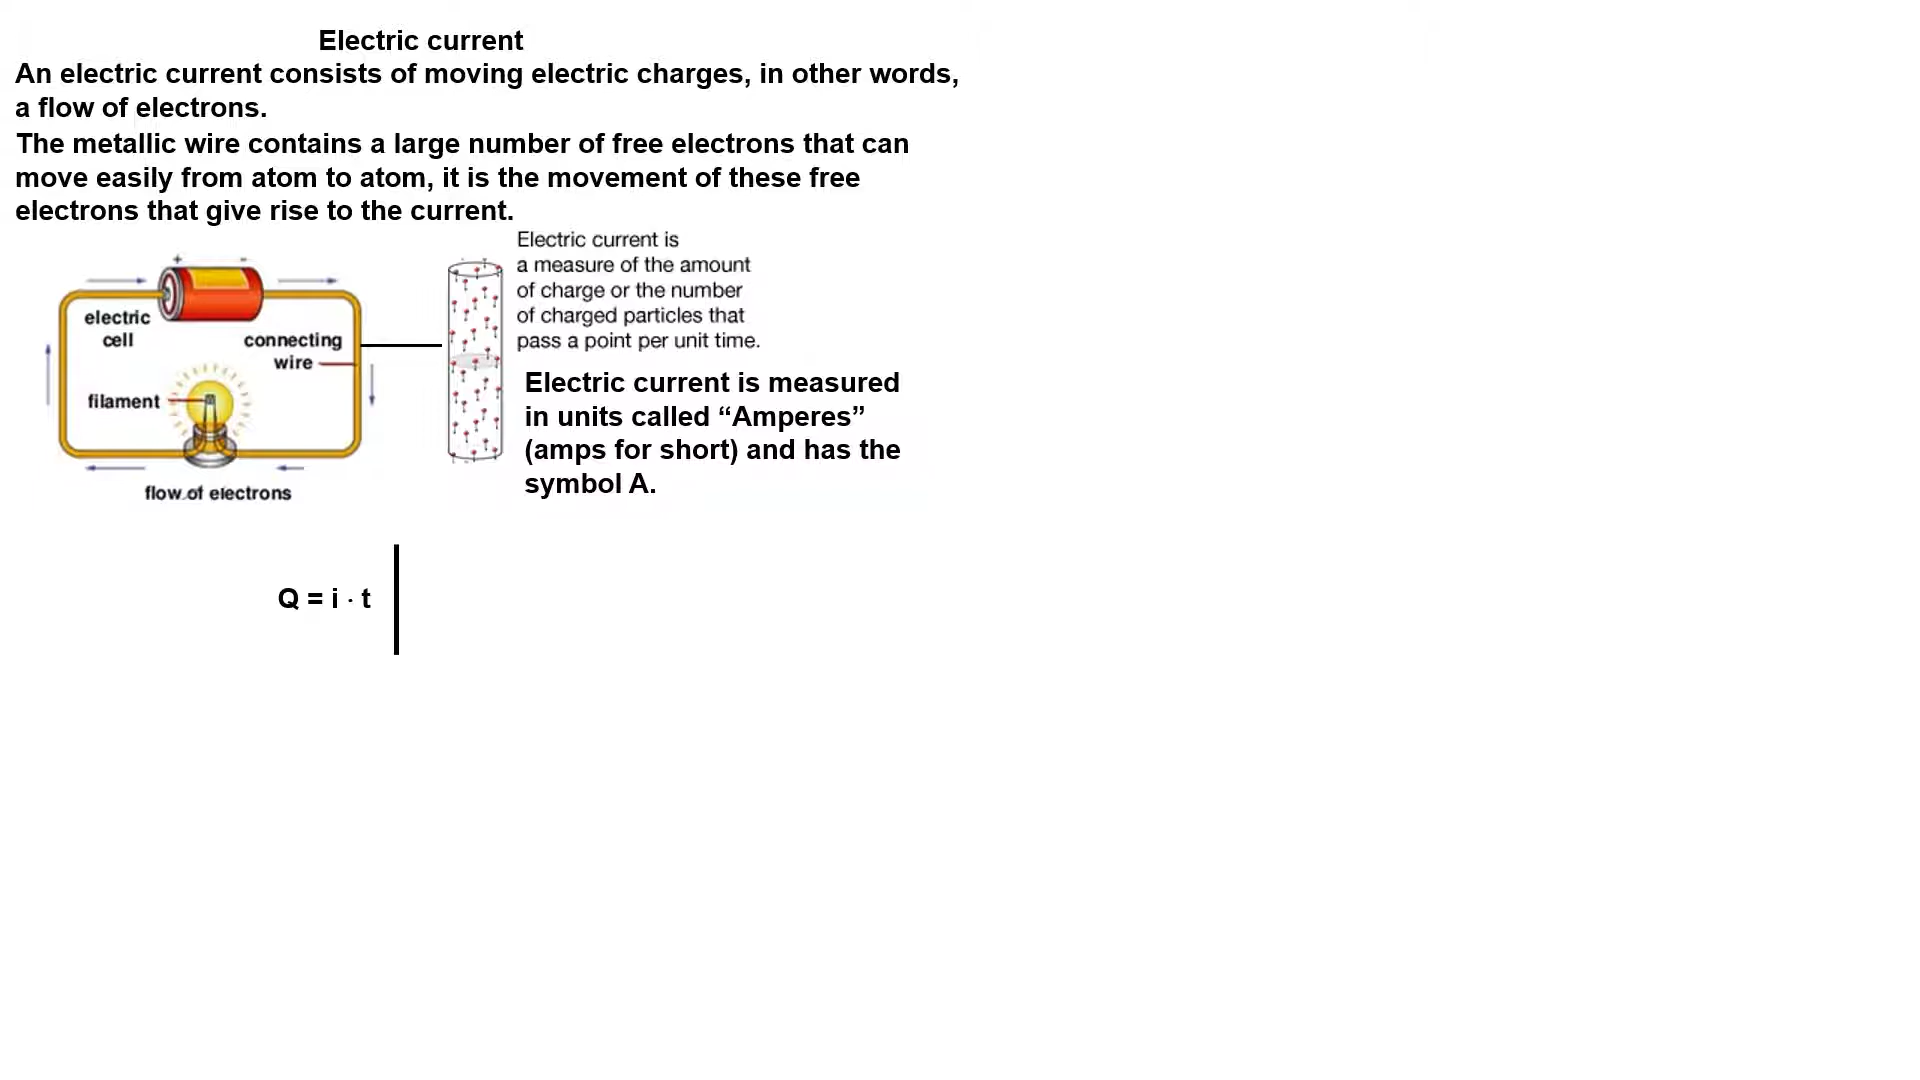 Electric current
An electric current consists of moving electric charges, in other words,
a flow of electrons.
The metallic wire contains a large number of free electrons that can
move easily from atom to atom, it is the movement of these free
electrons that give rise to the current.
Electric current is
a measure of the amount
of charge or the number
of charged particles that
pass a point per unit time.
+ -
electric
cell
connecting
wire
filament
flow of electrons
Electric current is measured
in units called “Amperes”
(amps for short) and has the
symbol A.
Q = i · t